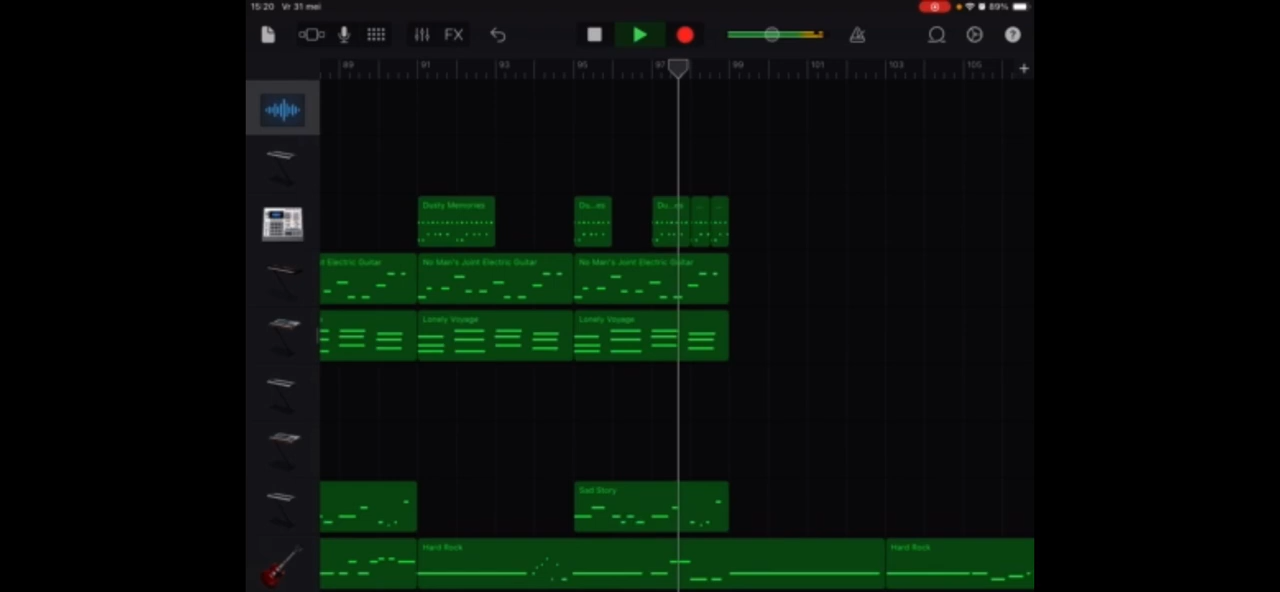 15:20 Vr 31 mei
89%
FX
?
89 91 93 95 97 99 101 103 105 +
Dusty Memories Du...es Du...es ... ...
t Electric Guitar No Man's Joint Electric Guitar No Man's Joint Electric Guitar
Lonely Voyage Lonely Voyage
Sad Story
Hard Rock Hard Rock